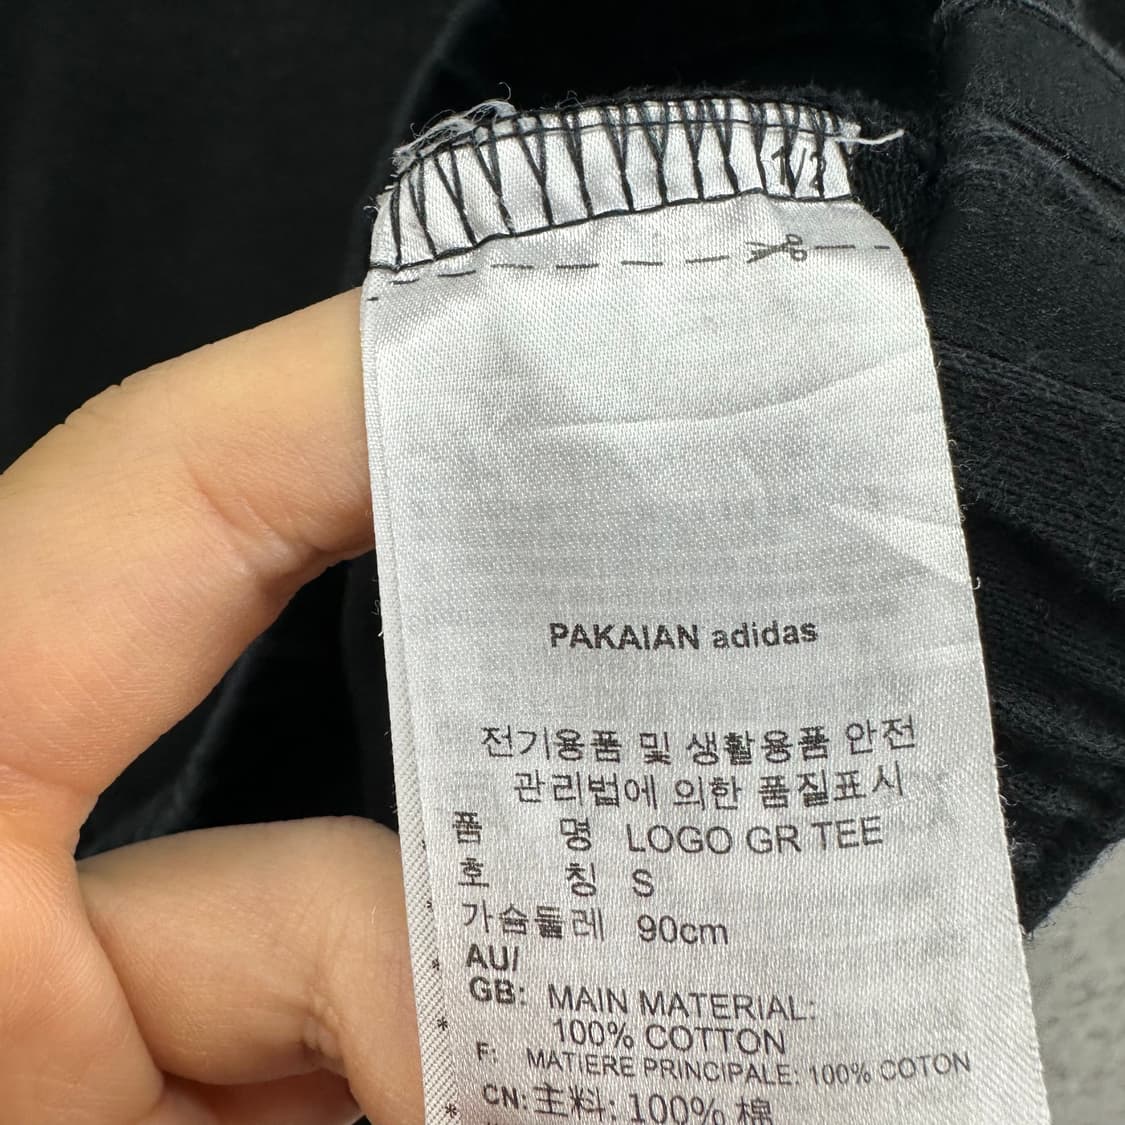 1/2
PAKAIAN adidas
전기용품 및 생활용품 안전
관리법에 의한 품질표시
품 명 LOGO GR TEE
호 칭 S
가슴둘레 90cm
AU/
GB: MAIN MATERIAL:
100% COTTON
F: MATIERE PRINCIPALE: 100% COTON
CN: 主料: 100% 棉